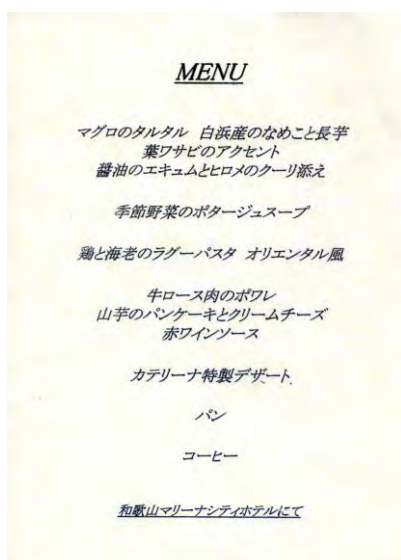 MENU
マグロのタルタル 白浜産のなめこと長芋
葉ワサビのアクセント
醤油のエキュムとヒロメのクーリ添え
季節野菜のポタージュスープ
鶏と海老のラグーパスタ オリエンタル風
牛ロース肉のポワレ
山芋のパンケーキとクリームチーズ
赤ワインソース
カテリーナ特製デザート
パン
コーヒー
和歌山マリーナシティホテルにて